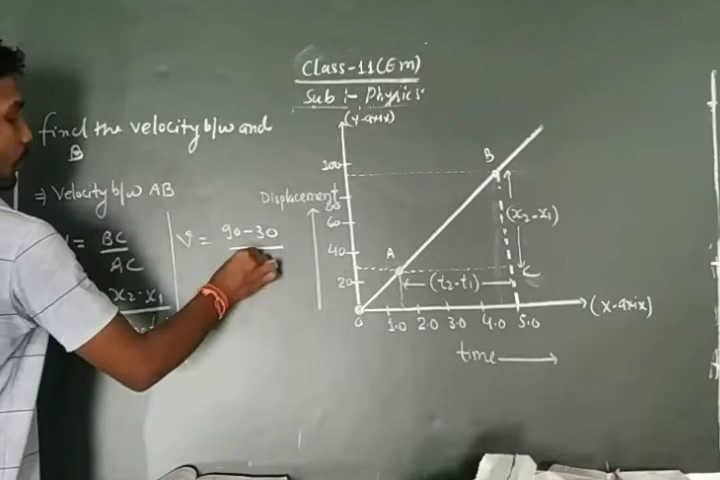 Class-11(Em)
Sub :- Physics
find the velocity b/w and
B
⇒ Velocity b/w AB
= BC
AC
x2-x1
V = 90-30
(Y-axix)
Displacement
100
80
60
40
20
A
B
C
(x2-x1)
(t2-t1)
0 1.0 2.0 3.0 4.0 5.0
(X-axix)
time